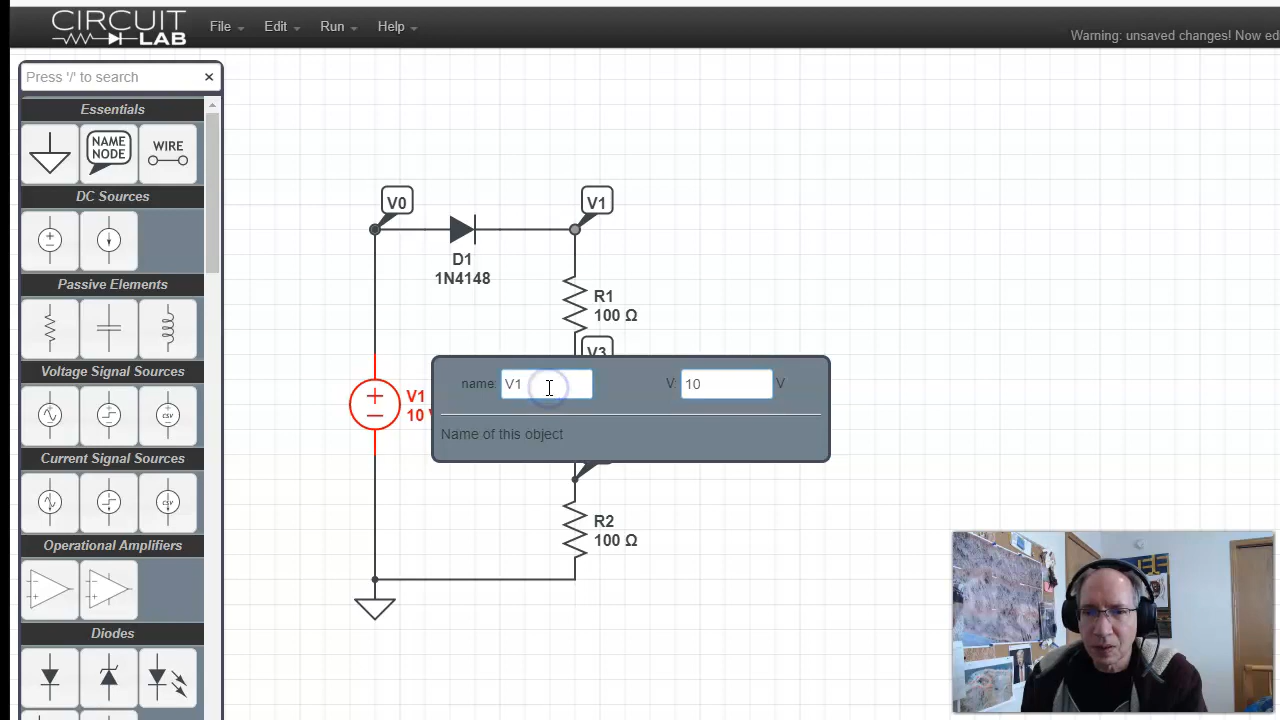 CIRCUIT
LAB
File
Edit
Run
Help
Warning: unsaved changes! Now ed
Press '/' to search
×
Essentials
NAME
NODE
WIRE
DC Sources
Passive Elements
Voltage Signal Sources
CSV
Current Signal Sources
CSV
Operational Amplifiers
Diodes
V0
V1
D1
1N4148
R1
100 Ω
V3
V1
10
name: V1
V: 10 V
Name of this object
R2
100 Ω